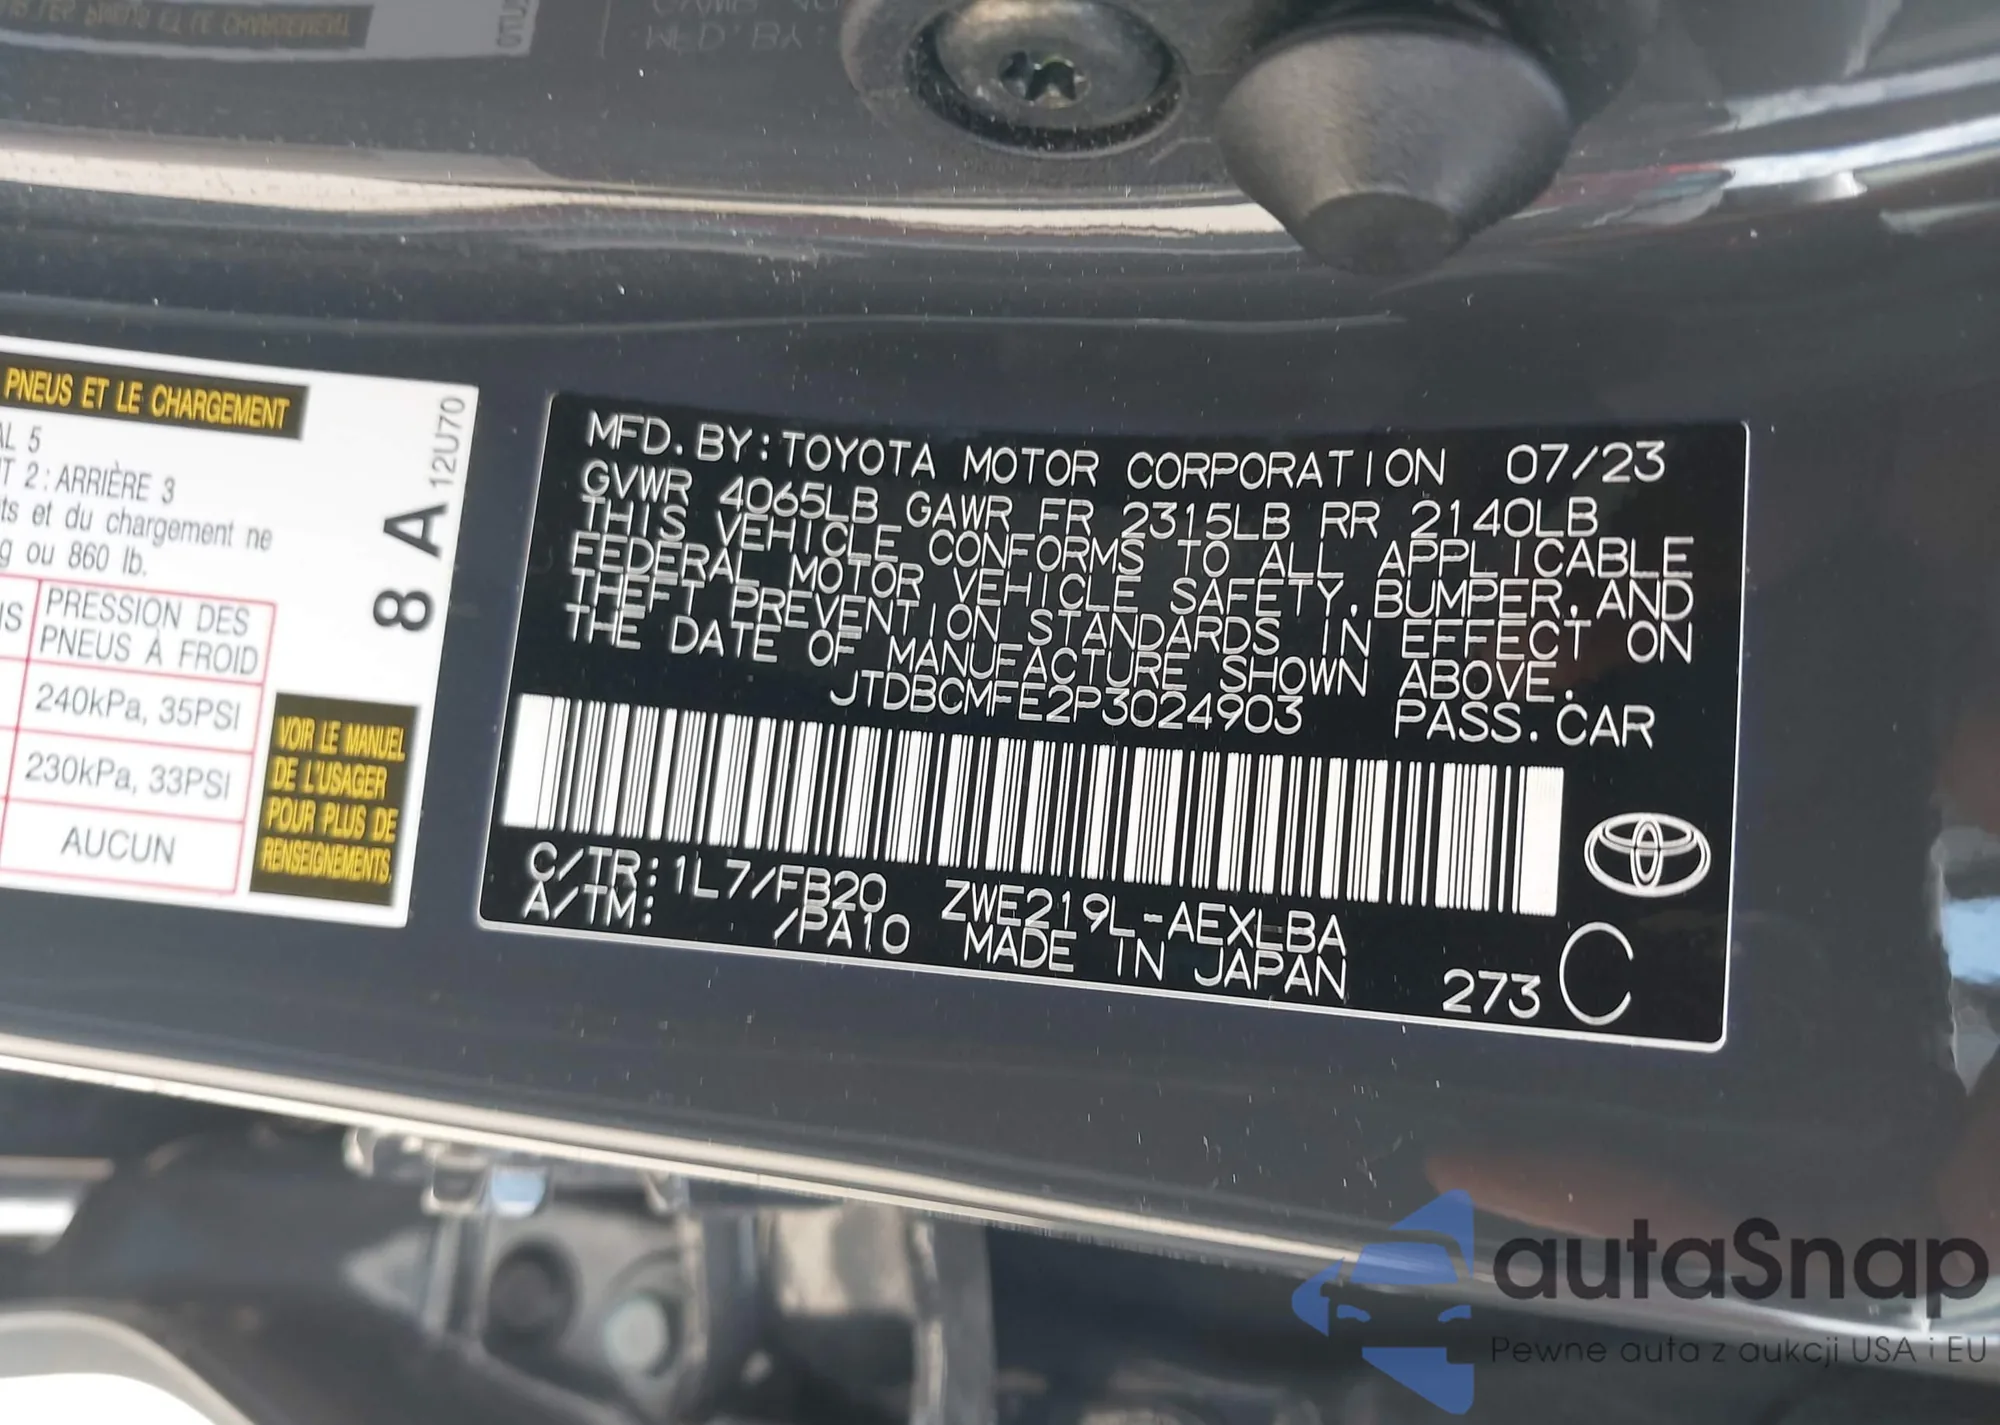 PNEUS ET LE CHARGEMENT
AL 5
T 2 : ARRIÈRE 3
ts et du chargement ne
g ou 860 lb.
PRESSION DES
PNEUS À FROID
240kPa, 35PSI
230kPa, 33PSI
AUCUN
VOIR LE MANUEL
DE L'USAGER
POUR PLUS DE
RENSEIGNEMENTS.
8 A
12U70
MFD. BY: TOYOTA MOTOR CORPORATION 07/23
GVWR 4065LB GAWR FR 2315LB RR 2140LB
THIS VEHICLE CONFORMS TO ALL APPLICABLE
FEDERAL MOTOR VEHICLE SAFETY, BUMPER, AND
THEFT PREVENTION STANDARDS IN EFFECT ON
THE DATE OF MANUFACTURE SHOWN ABOVE.
JTDBCMFE2P3024903 PASS. CAR
C/TR: 1L7/FB20 ZWE219L-AEXLBA
A/TM: /PA10 MADE IN JAPAN 273 C
autaSnap
Pewne auta z aukcji USA i EU